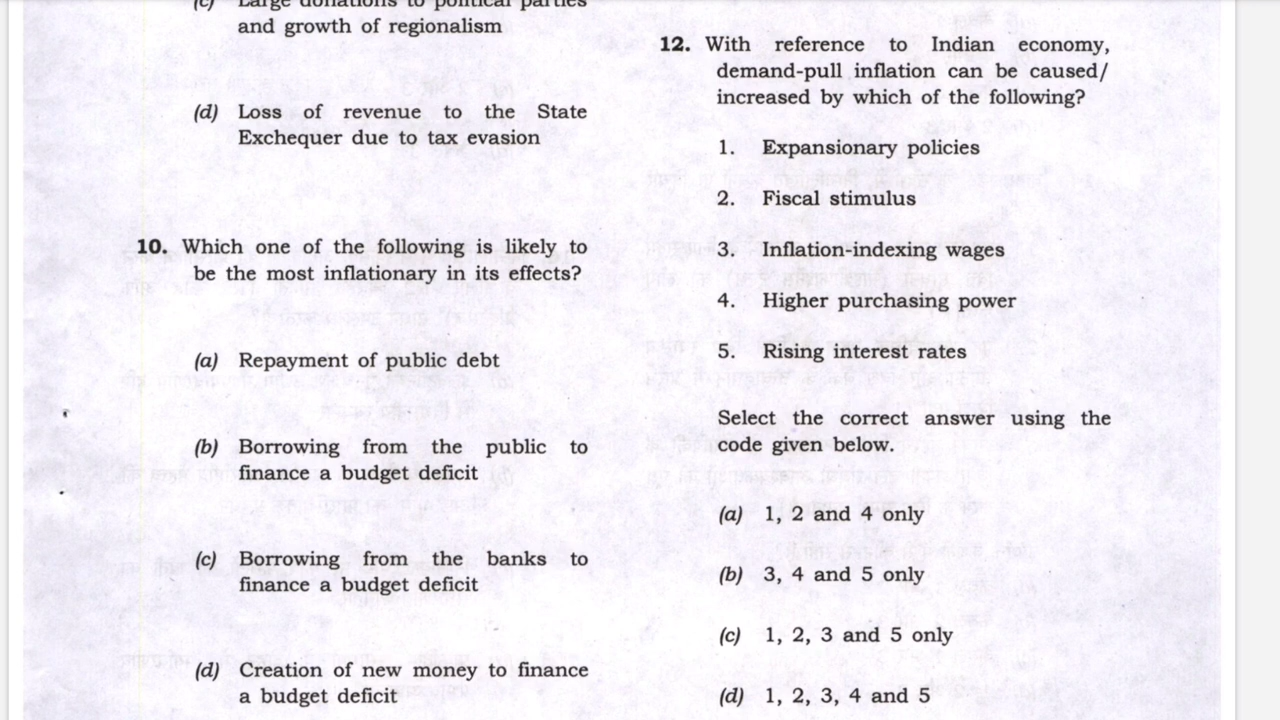 (c) Large donations to political parties
and growth of regionalism
(d) Loss of revenue to the State
Exchequer due to tax evasion
10. Which one of the following is likely to
be the most inflationary in its effects?
(a) Repayment of public debt
(b) Borrowing from the public to
finance a budget deficit
(c) Borrowing from the banks to
finance a budget deficit
(d) Creation of new money to finance
a budget deficit
12. With reference to Indian economy,
demand-pull inflation can be caused/
increased by which of the following?
1. Expansionary policies
2. Fiscal stimulus
3. Inflation-indexing wages
4. Higher purchasing power
5. Rising interest rates
Select the correct answer using the
code given below.
(a) 1, 2 and 4 only
(b) 3, 4 and 5 only
(c) 1, 2, 3 and 5 only
(d) 1, 2, 3, 4 and 5